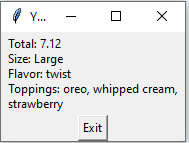 Y...
Total: 7.12
Size: Large
Flavor: twist
Toppings: oreo, whipped cream,
strawberry
Exit